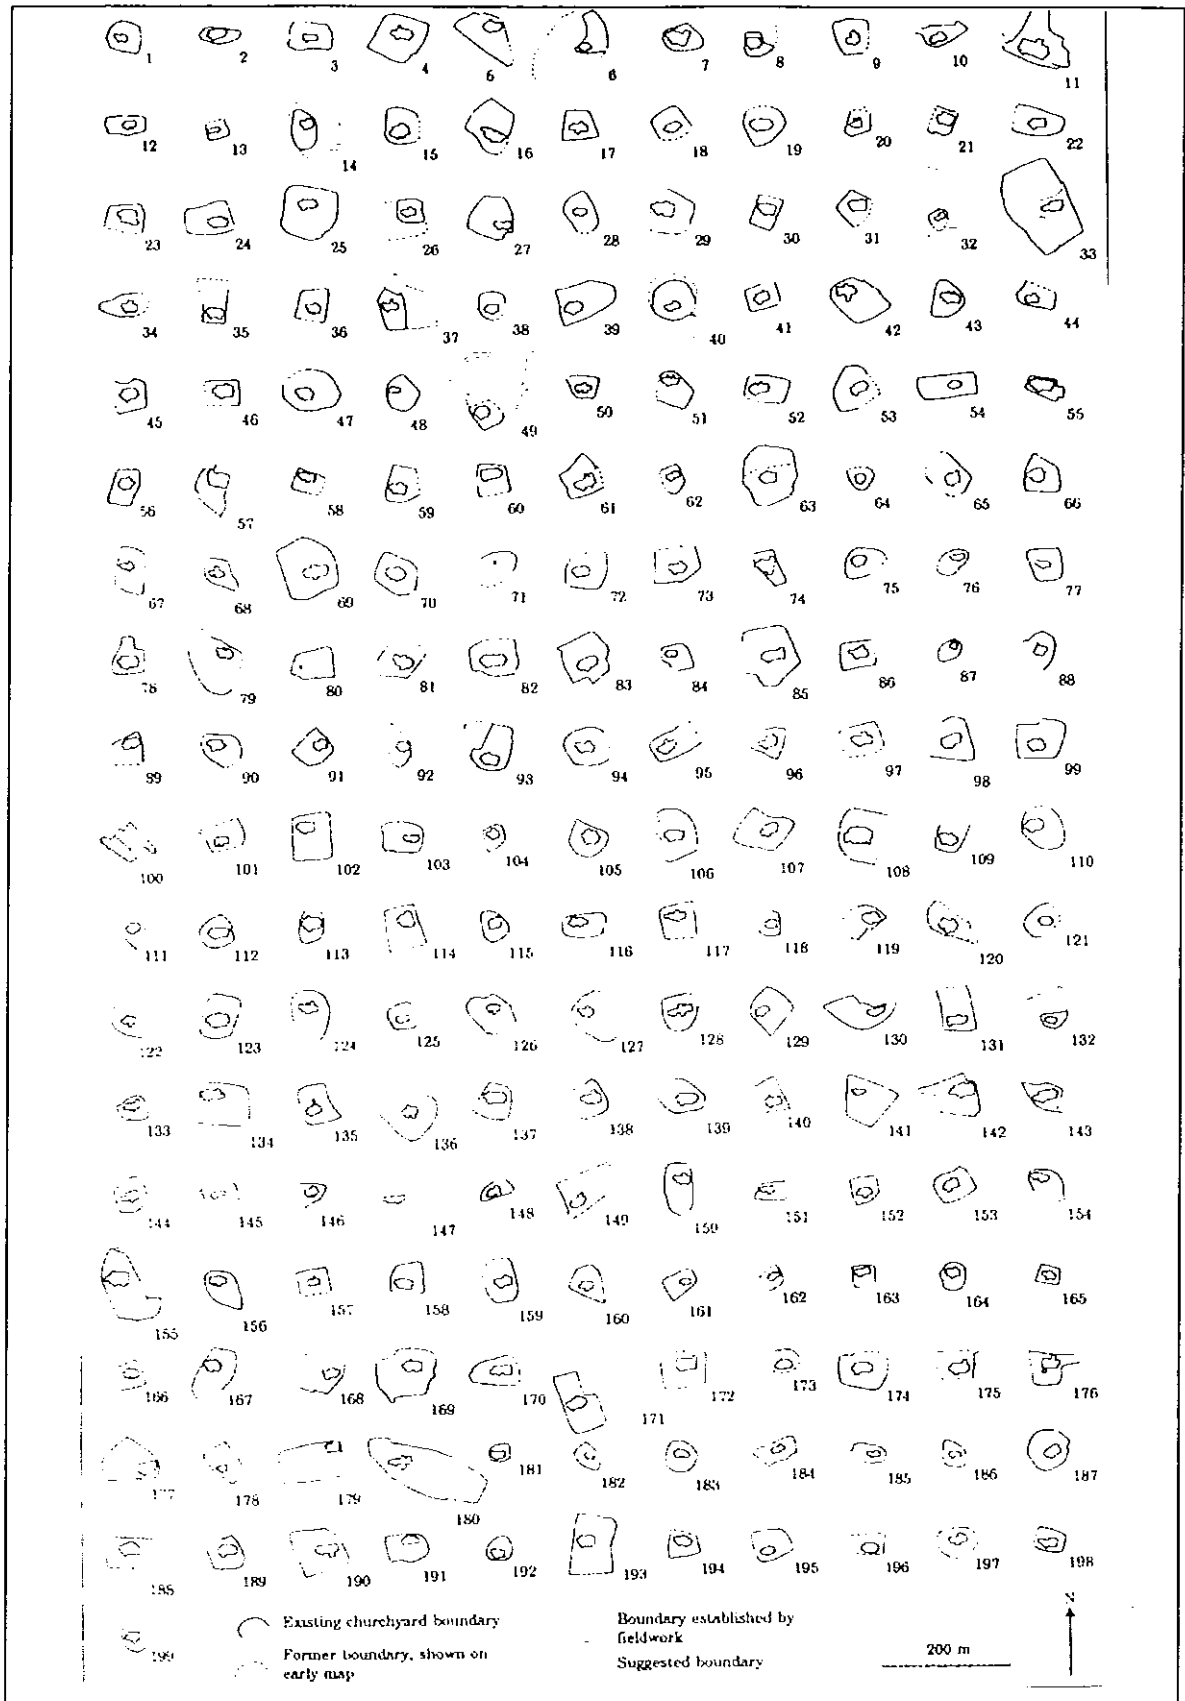 1 2 3 4 5 6 7 8 9 10 11
12 13 14 15 16 17 18 19 20 21 22
23 24 25 26 27 28 29 30 31 32 33
34 35 36 37 38 39 40 41 42 43 44
45 46 47 48 49 50 51 52 53 54 55
56 57 58 59 60 61 62 63 64 65 66
67 68 69 70 71 72 73 74 75 76 77
78 79 80 81 82 83 84 85 86 87 88
89 90 91 92 93 94 95 96 97 98 99
100 101 102 103 104 105 106 107 108 109 110
111 112 113 114 115 116 117 118 119 120 121
122 123 124 125 126 127 128 129 130 131 132
133 134 135 136 137 138 139 140 141 142 143
144 145 146 147 148 149 150 151 152 153 154
155 156 157 158 159 160 161 162 163 164 165
166 167 168 169 170 171 172 173 174 175 176
177 178 179 180 181 182 183 184 185 186 187
188 189 190 191 192 193 194 195 196 197 198
199
Existing churchyard boundary
Former boundary, shown on
early map
Boundary established by
fieldwork
Suggested boundary
200 m
N